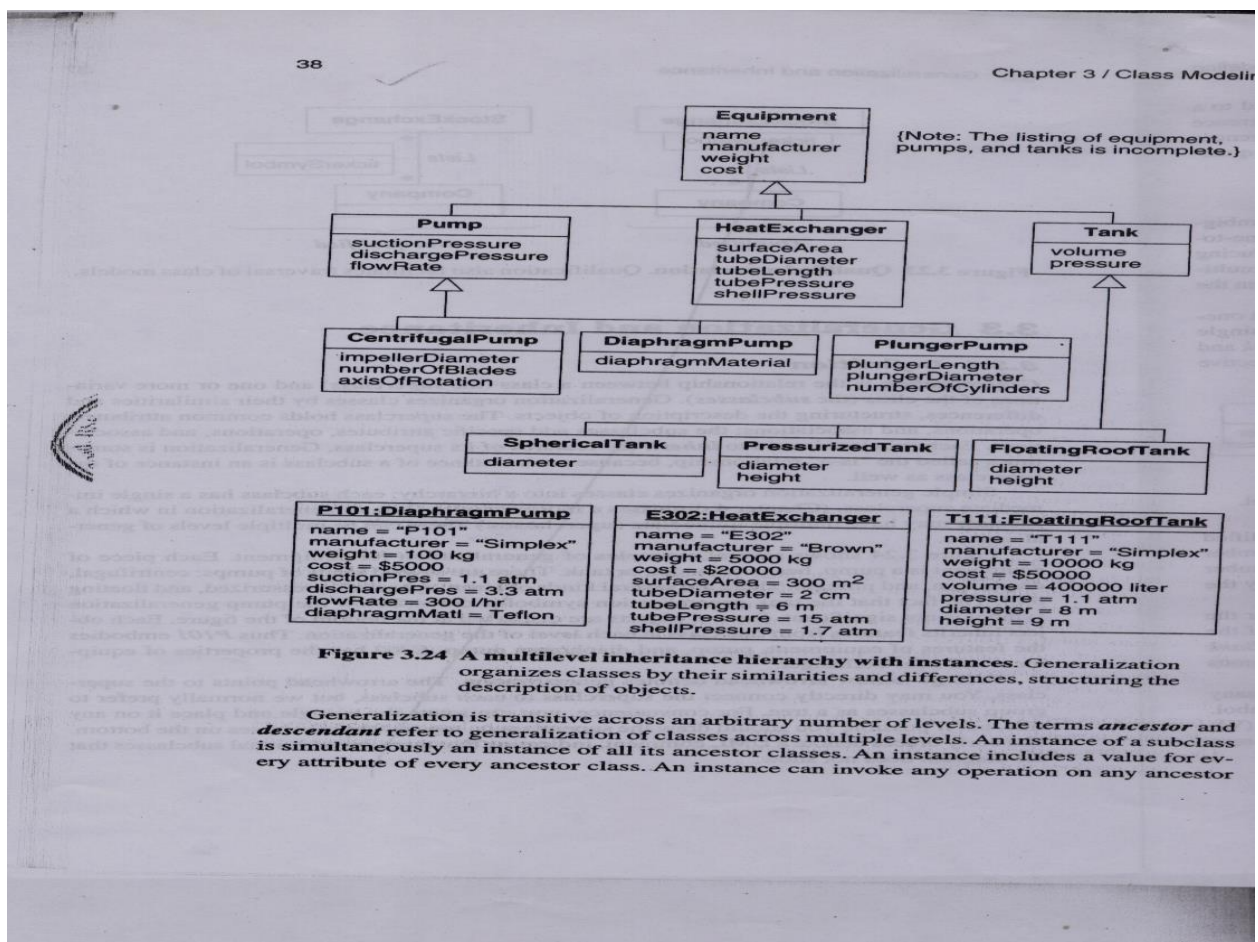 38
Chapter 3 / Class Modelin
Equipment
name
manufacturer
weight
cost
{Note: The listing of equipment,
pumps, and tanks is incomplete.}
Pump
suctionPressure
dischargePressure
flowRate
HeatExchanger
surfaceArea
tubeDiameter
tubeLength
tubePressure
shellPressure
Tank
volume
pressure
CentrifugalPump
impellerDiameter
numberOfBlades
axisOfRotation
DiaphragmPump
diaphragmMaterial
PlungerPump
plungerLength
plungerDiameter
numberOfCylinders
SphericalTank
diameter
PressurizedTank
diameter
height
FloatingRoofTank
diameter
height
P101:DiaphragmPump
name = "P101"
manufacturer = "Simplex"
weight = 100 kg
cost = $5000
suctionPres = 1.1 atm
dischargePres = 3.3 atm
flowRate = 300 l/hr
diaphragmMatl = Teflon
E302:HeatExchanger
name = "E302"
manufacturer = "Brown"
weight = 5000 kg
cost = $20000
surfaceArea = 300 m²
tubeDiameter = 2 cm
tubeLength = 6 m
tubePressure = 15 atm
shellPressure = 1.7 atm
T111:FloatingRoofTank
name = "T111"
manufacturer = "Simplex"
weight = 10000 kg
cost = $50000
volume = 400000 liter
pressure = 1.1 atm
diameter = 8 m
height = 9 m
Figure 3.24 A multilevel inheritance hierarchy with instances. Generalization
organizes classes by their similarities and differences, structuring the
description of objects.
Generalization is transitive across an arbitrary number of levels. The terms ancestor and
descendant refer to generalization of classes across multiple levels. An instance of a subclass
is simultaneously an instance of all its ancestor classes. An instance includes a value for ev-
ery attribute of every ancestor class. An instance can invoke any operation on any ancestor